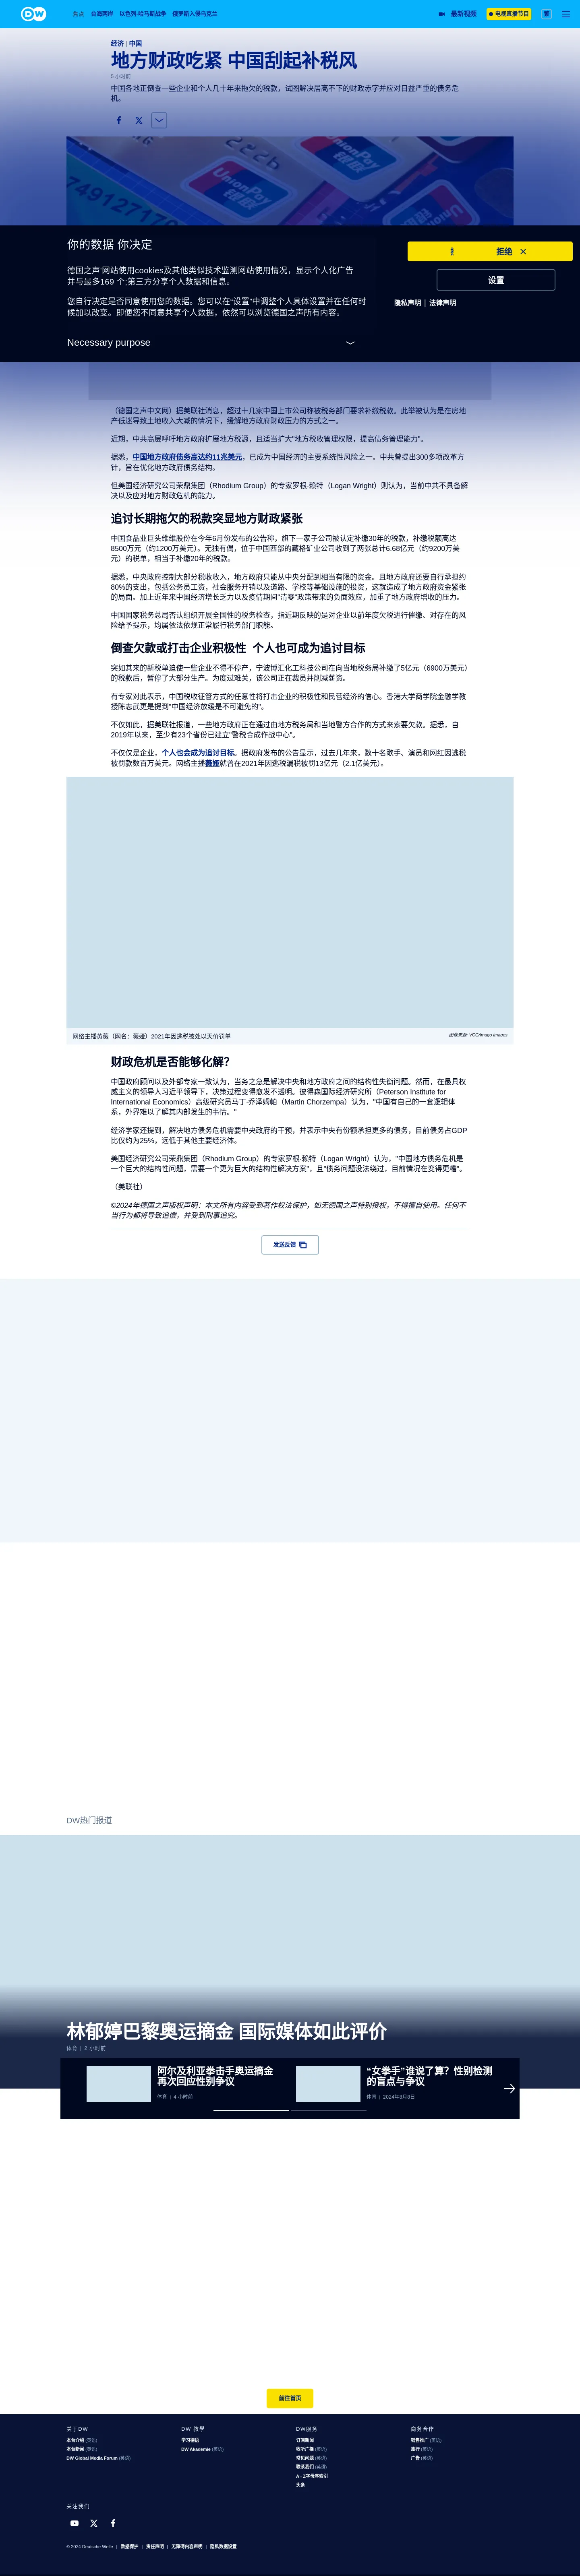 DW
焦点 台海两岸 以色列-哈马斯战争 俄罗斯入侵乌克兰 最新视频 电视直播节目 繁
经济 | 中国
地方财政吃紧 中国刮起补税风
5 小时前
中国各地正倒查一些企业和个人几十年来拖欠的税款，试图解决居高不下的财政赤字并应对日益严重的债务危
机。
你的数据 你决定
德国之声网站使用cookies及其他类似技术监测网站使用情况，显示个人化广告
并与最多169 个;第三方分享个人数据和信息。
您自行决定是否同意使用您的数据。您可以在"设置"中调整个人具体设置并在任何时
候加以改变。即便您不同意共享个人数据，依然可以浏览德国之声所有内容。
Necessary purpose
拒绝
设置
隐私声明 | 法律声明
（德国之声中文网）据美联社消息，超过十几家中国上市公司称被税务部门要求补缴税款。此举被认为是在房地
产低迷导致土地收入大减的情况下，缓解地方政府财政压力的方式之一。
近期，中共高层呼吁地方政府扩展地方税源，且适当扩大"地方税收管理权限，提高债务管理能力"。
据悉，中国地方政府债务高达约11兆美元，已成为中国经济的主要系统性风险之一。中共曾提出300多项改革方
针，旨在优化地方政府债务结构。
但美国经济研究公司荣鼎集团（Rhodium Group）的专家罗根·赖特（Logan Wright）则认为，当前中共不具备解
决以及应对地方财政危机的能力。
追讨长期拖欠的税款突显地方财政紧张
中国食品业巨头维维股份在今年6月份发布的公告称，旗下一家子公司被认定补缴30年的税款，补缴税额高达
8500万元（约1200万美元）。无独有偶，位于中国西部的藏格矿业公司收到了两张总计6.68亿元（约9200万美
元）的税单，相当于补缴20年的税款。
据悉，中央政府控制大部分税收收入，地方政府只能从中央分配到相当有限的资金。且地方政府还要自行承担约
80%的支出，包括公务员工资，社会服务开销以及道路、学校等基础设施的投资，这就造成了地方政府资金紧张
的局面。加上近年来中国经济增长乏力以及疫情期间"清零"政策带来的负面效应，加重了地方政府增收的压力。
中国国家税务总局否认组织开展全国性的税务检查，指近期反映的是对企业以前年度欠税进行催缴、对存在的风
险给予提示，均属依法依规正常履行税务部门职能。
倒查欠款或打击企业积极性 个人也可成为追讨目标
突如其来的新税单迫使一些企业不得不停产，宁波博汇化工科技公司在向当地税务局补缴了5亿元（6900万美元）
的税款后，暂停了大部分生产。为度过难关，该公司正在裁员并削减薪资。
有专家对此表示，中国税收征管方式的任意性将打击企业的积极性和民营经济的信心。香港大学商学院金融学教
授陈志武更是提到"中国经济放缓是不可避免的"。
不仅如此，据美联社报道，一些地方政府正在通过由地方税务局和当地警方合作的方式来索要欠款。据悉，自
2019年以来，至少有23个省份已建立"警税合成作战中心"。
不仅仅是企业，个人也会成为追讨目标。据政府发布的公告显示，过去几年来，数十名歌手、演员和网红因逃税
被罚款数百万美元。网络主播薇娅就曾在2021年因逃税漏税被罚13亿元（2.1亿美元）。
网络主播黄薇（网名：薇娅）2021年因逃税被处以天价罚单
图像来源: VCG/imago images
财政危机是否能够化解?
中国政府顾问以及外部专家一致认为，当务之急是解决中央和地方政府之间的结构性失衡问题。然而，在最具权
威主义的领导人习近平领导下，决策过程变得愈发不透明。彼得森国际经济研究所（Peterson Institute for
International Economics）高级研究员马丁·乔泽姆帕（Martin Chorzempa）认为，"中国有自己的一套逻辑体
系，外界难以了解其内部发生的事情。"
经济学家还提到，解决地方债务危机需要中央政府的干预，并表示中央有份额承担更多的债务，目前债务占GDP
比仅约为25%，远低于其他主要经济体。
美国经济研究公司荣鼎集团（Rhodium Group）的专家罗根·赖特（Logan Wright）认为，"中国地方债务危机是
一个巨大的结构性问题，需要一个更为巨大的结构性解决方案"，且"债务问题没法绕过，目前情况在变得更糟"。
（美联社）
©2024年德国之声版权声明：本文所有内容受到著作权法保护，如无德国之声特别授权，不得擅自使用。任何不
当行为都将导致追偿，并受到刑事追究。
发送反馈
DW热门报道
林郁婷巴黎奥运摘金 国际媒体如此评价
体育 | 2 小时前
阿尔及利亚拳击手奥运摘金
再次回应性别争议
体育 | 4 小时前
“女拳手”谁说了算？性别检测
的盲点与争议
体育 | 2024年8月8日
前往首页
关于DW
本台介绍 (英语)
本台新闻 (英语)
DW Global Media Forum (英语)
DW 教學
学习德语
DW Akademie (英语)
DW服务
订阅新闻
收听广播 (英语)
常见问题 (英语)
联系我们 (英语)
A - Z字母序索引
头条
商务合作
销售推广 (英语)
旅行 (英语)
广告 (英语)
关注我们
© 2024 Deutsche Welle | 数据保护 | 责任声明 | 无障碍内容声明 | 隐私数据设置